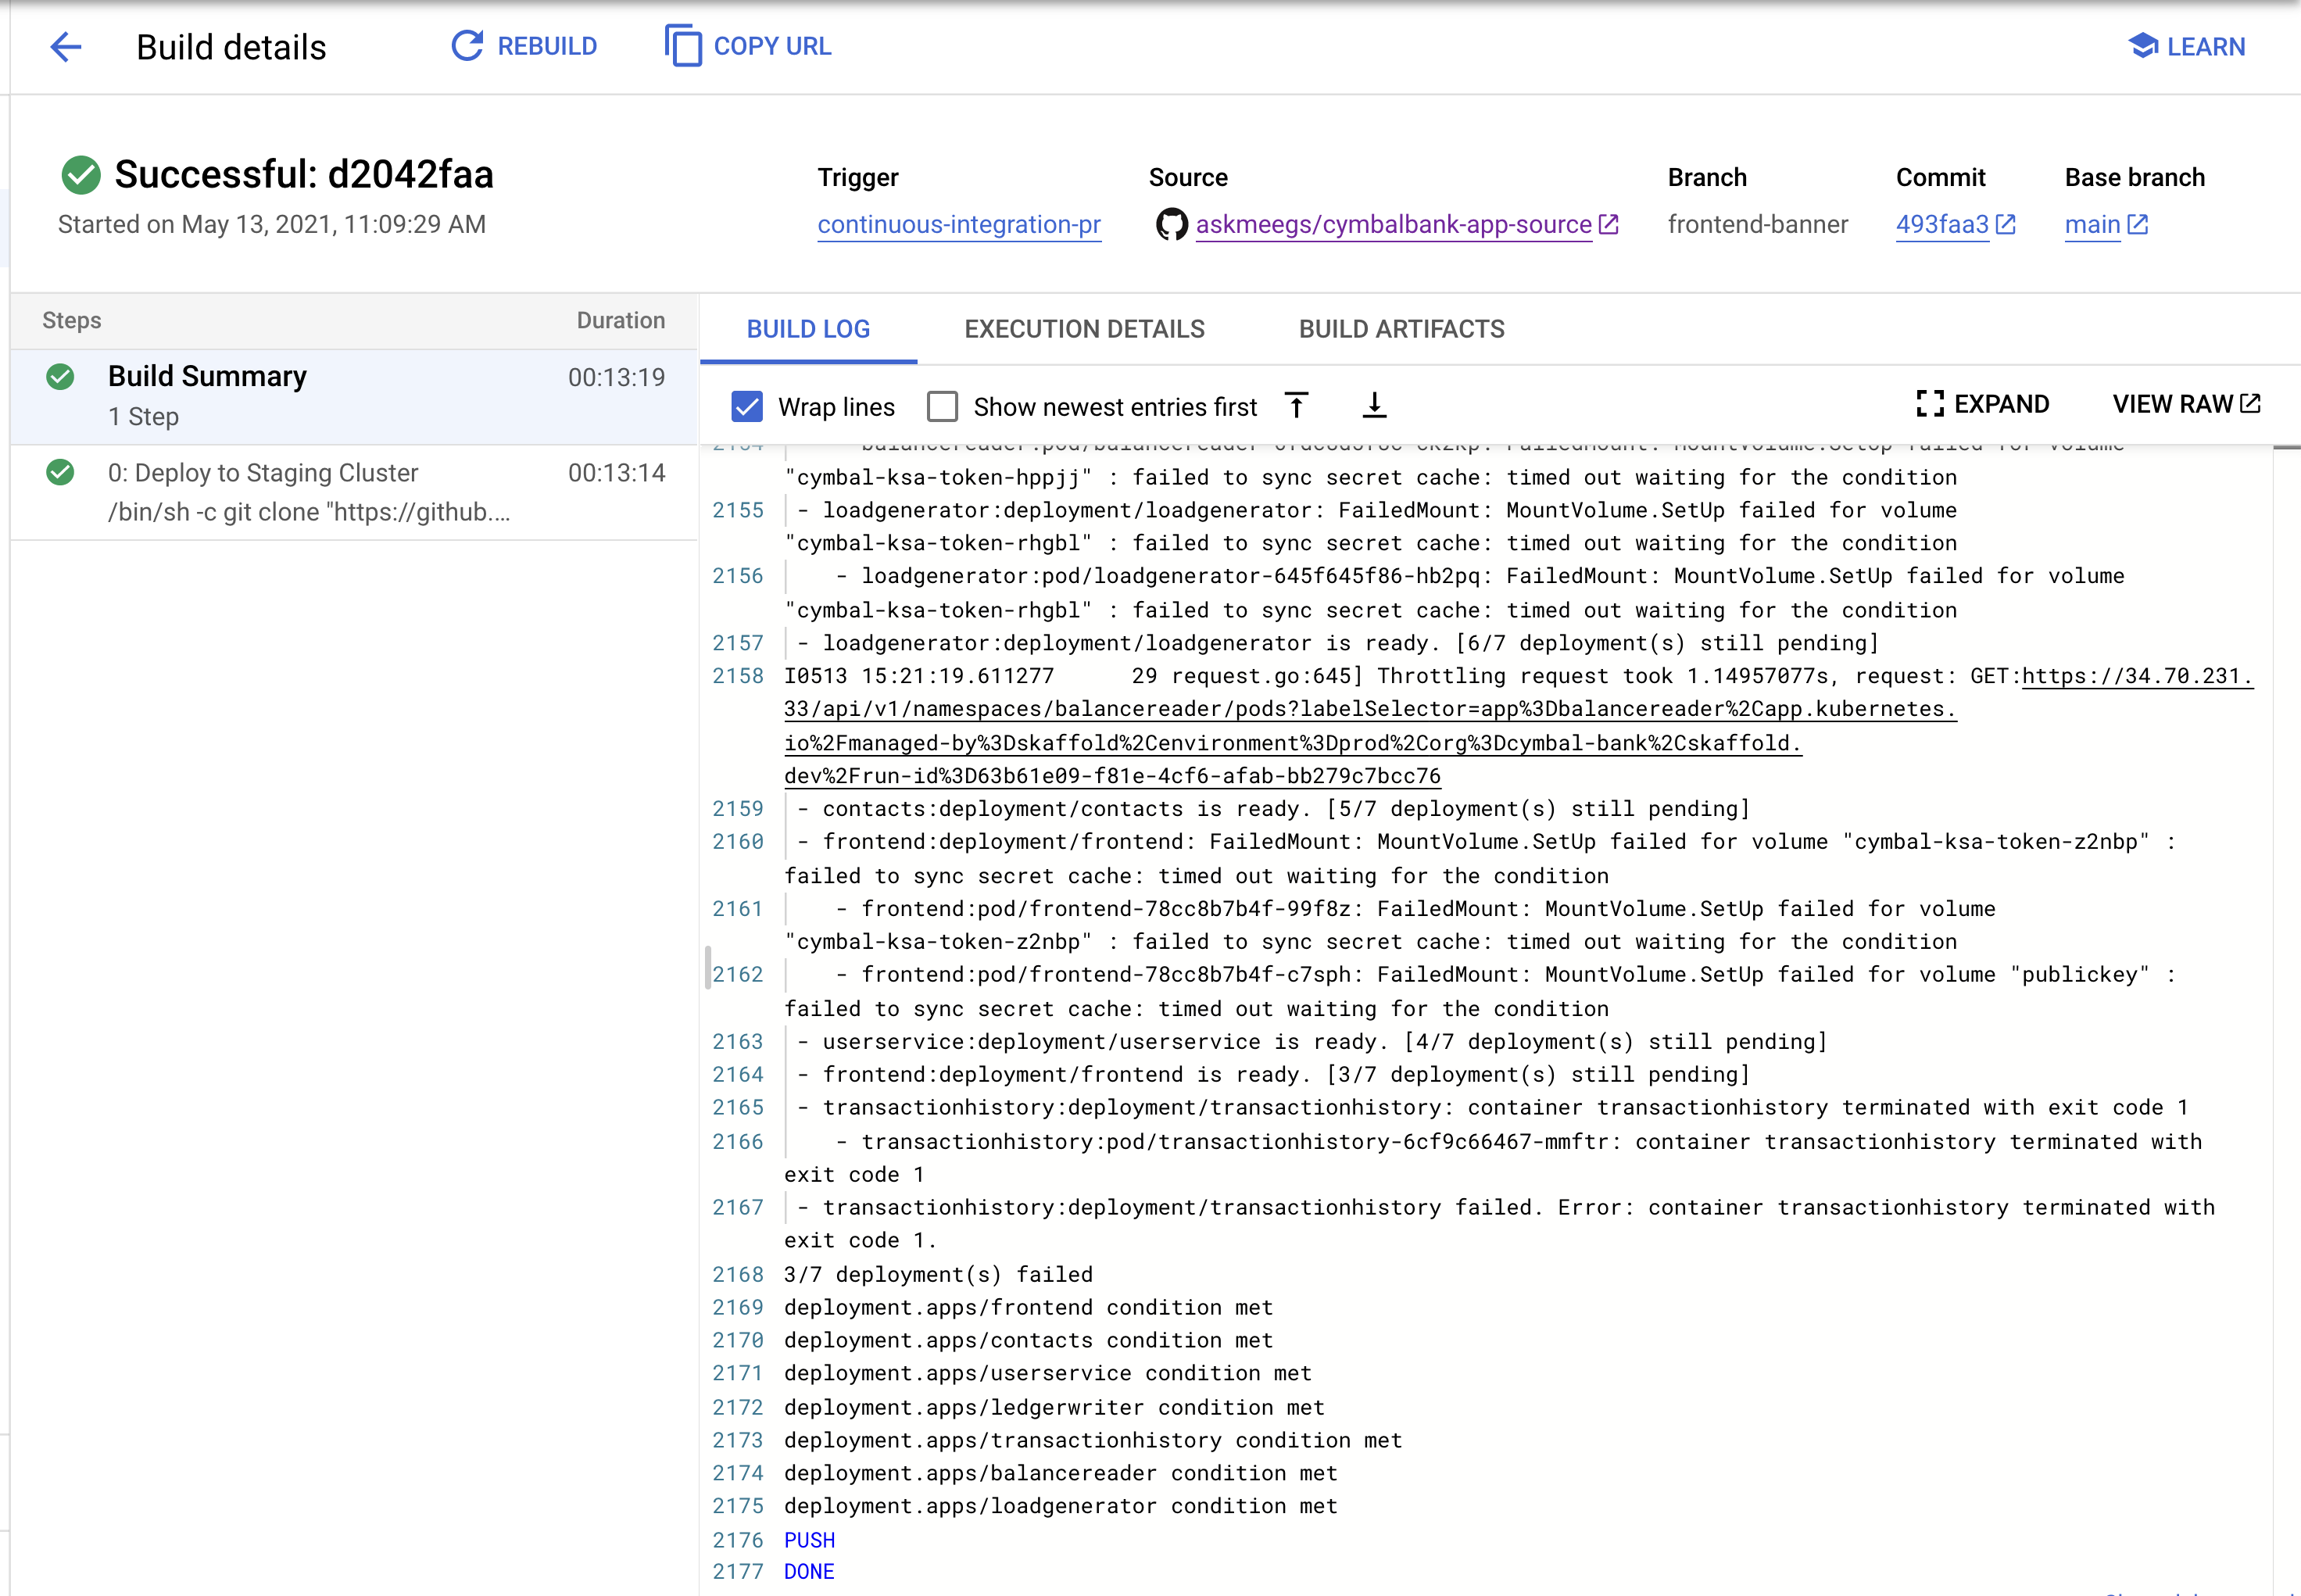 Build details
REBUILD
COPY URL
LEARN
Successful: d2042faa
Started on May 13, 2021, 11:09:29 AM
Trigger
continuous-integration-pr
Source
askmeegs/cymbalbank-app-source
Branch
frontend-banner
Commit
493faa3
Base branch
main
Steps Duration
Build Summary 00:13:19
1 Step
0: Deploy to Staging Cluster 00:13:14
/bin/sh -c git clone "https://github.…
BUILD LOG
EXECUTION DETAILS
BUILD ARTIFACTS
Wrap lines
Show newest entries first
EXPAND
VIEW RAW
"cymbal-ksa-token-hppjj" : failed to sync secret cache: timed out waiting for the condition
2155 - loadgenerator:deployment/loadgenerator: FailedMount: MountVolume.SetUp failed for volume
"cymbal-ksa-token-rhgbl" : failed to sync secret cache: timed out waiting for the condition
2156 - loadgenerator:pod/loadgenerator-645f645f86-hb2pq: FailedMount: MountVolume.SetUp failed for volume
"cymbal-ksa-token-rhgbl" : failed to sync secret cache: timed out waiting for the condition
2157 - loadgenerator:deployment/loadgenerator is ready. [6/7 deployment(s) still pending]
2158 I0513 15:21:19.611277 29 request.go:645] Throttling request took 1.14957077s, request: GET:https://34.70.231.
33/api/v1/namespaces/balancereader/pods?labelSelector=app%3Dbalancereader%2Capp.kubernetes.
io%2Fmanaged-by%3Dskaffold%2Cenvironment%3Dprod%2Corg%3Dcymbal-bank%2Cskaffold.
dev%2Frun-id%3D63b61e09-f81e-4cf6-afab-bb279c7bcc76
2159 - contacts:deployment/contacts is ready. [5/7 deployment(s) still pending]
2160 - frontend:deployment/frontend: FailedMount: MountVolume.SetUp failed for volume "cymbal-ksa-token-z2nbp" :
failed to sync secret cache: timed out waiting for the condition
2161 - frontend:pod/frontend-78cc8b7b4f-99f8z: FailedMount: MountVolume.SetUp failed for volume
"cymbal-ksa-token-z2nbp" : failed to sync secret cache: timed out waiting for the condition
2162 - frontend:pod/frontend-78cc8b7b4f-c7sph: FailedMount: MountVolume.SetUp failed for volume "publickey" :
failed to sync secret cache: timed out waiting for the condition
2163 - userservice:deployment/userservice is ready. [4/7 deployment(s) still pending]
2164 - frontend:deployment/frontend is ready. [3/7 deployment(s) still pending]
2165 - transactionhistory:deployment/transactionhistory: container transactionhistory terminated with exit code 1
2166 - transactionhistory:pod/transactionhistory-6cf9c66467-mmftr: container transactionhistory terminated with
exit code 1
2167 - transactionhistory:deployment/transactionhistory failed. Error: container transactionhistory terminated with
exit code 1.
2168 3/7 deployment(s) failed
2169 deployment.apps/frontend condition met
2170 deployment.apps/contacts condition met
2171 deployment.apps/userservice condition met
2172 deployment.apps/ledgerwriter condition met
2173 deployment.apps/transactionhistory condition met
2174 deployment.apps/balancereader condition met
2175 deployment.apps/loadgenerator condition met
2176 PUSH
2177 DONE